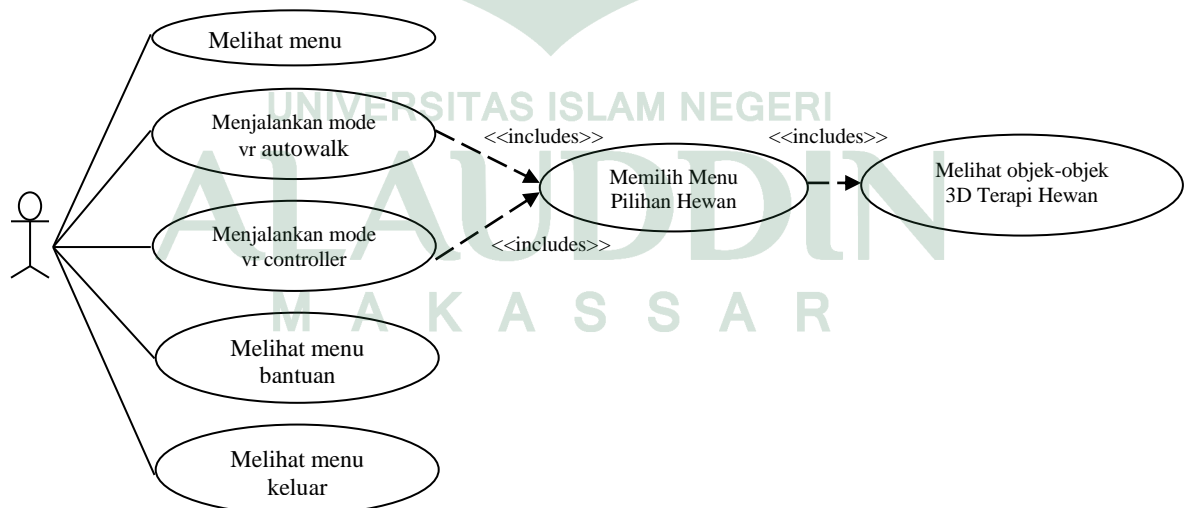 Melihat menu
UNIVERSITAS ISLAM NEGERI
ALAUDDIN
MAKASSAR
Menjalankan mode
vr autowalk
<<includes>>
<<includes>>
Memilih Menu
Pilihan Hewan
Melihat objek-objek
3D Terapi Hewan
Menjalankan mode
vr controller
<<includes>>
Melihat menu
bantuan
Melihat menu
keluar